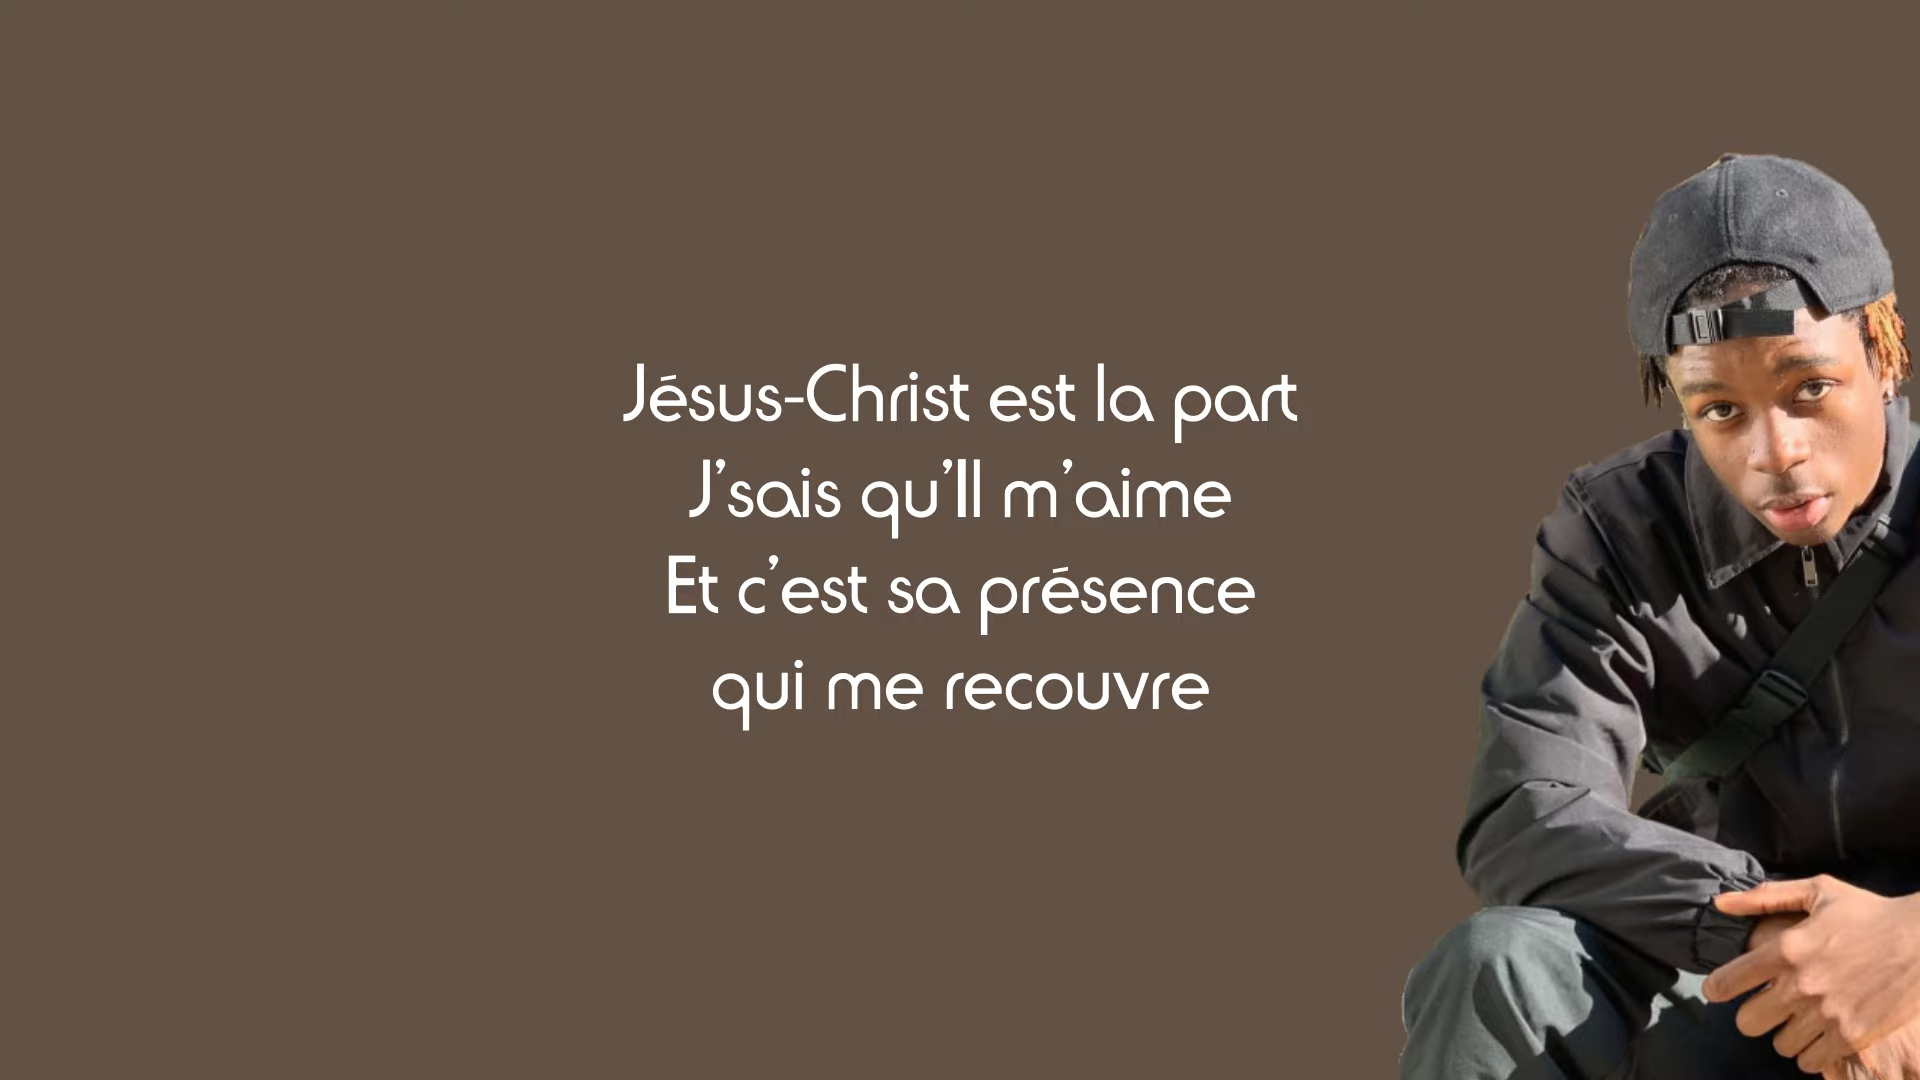 Jésus-Christ est la part
J’sais qu’Il m’aime
Et c’est sa présence
qui me recouvre